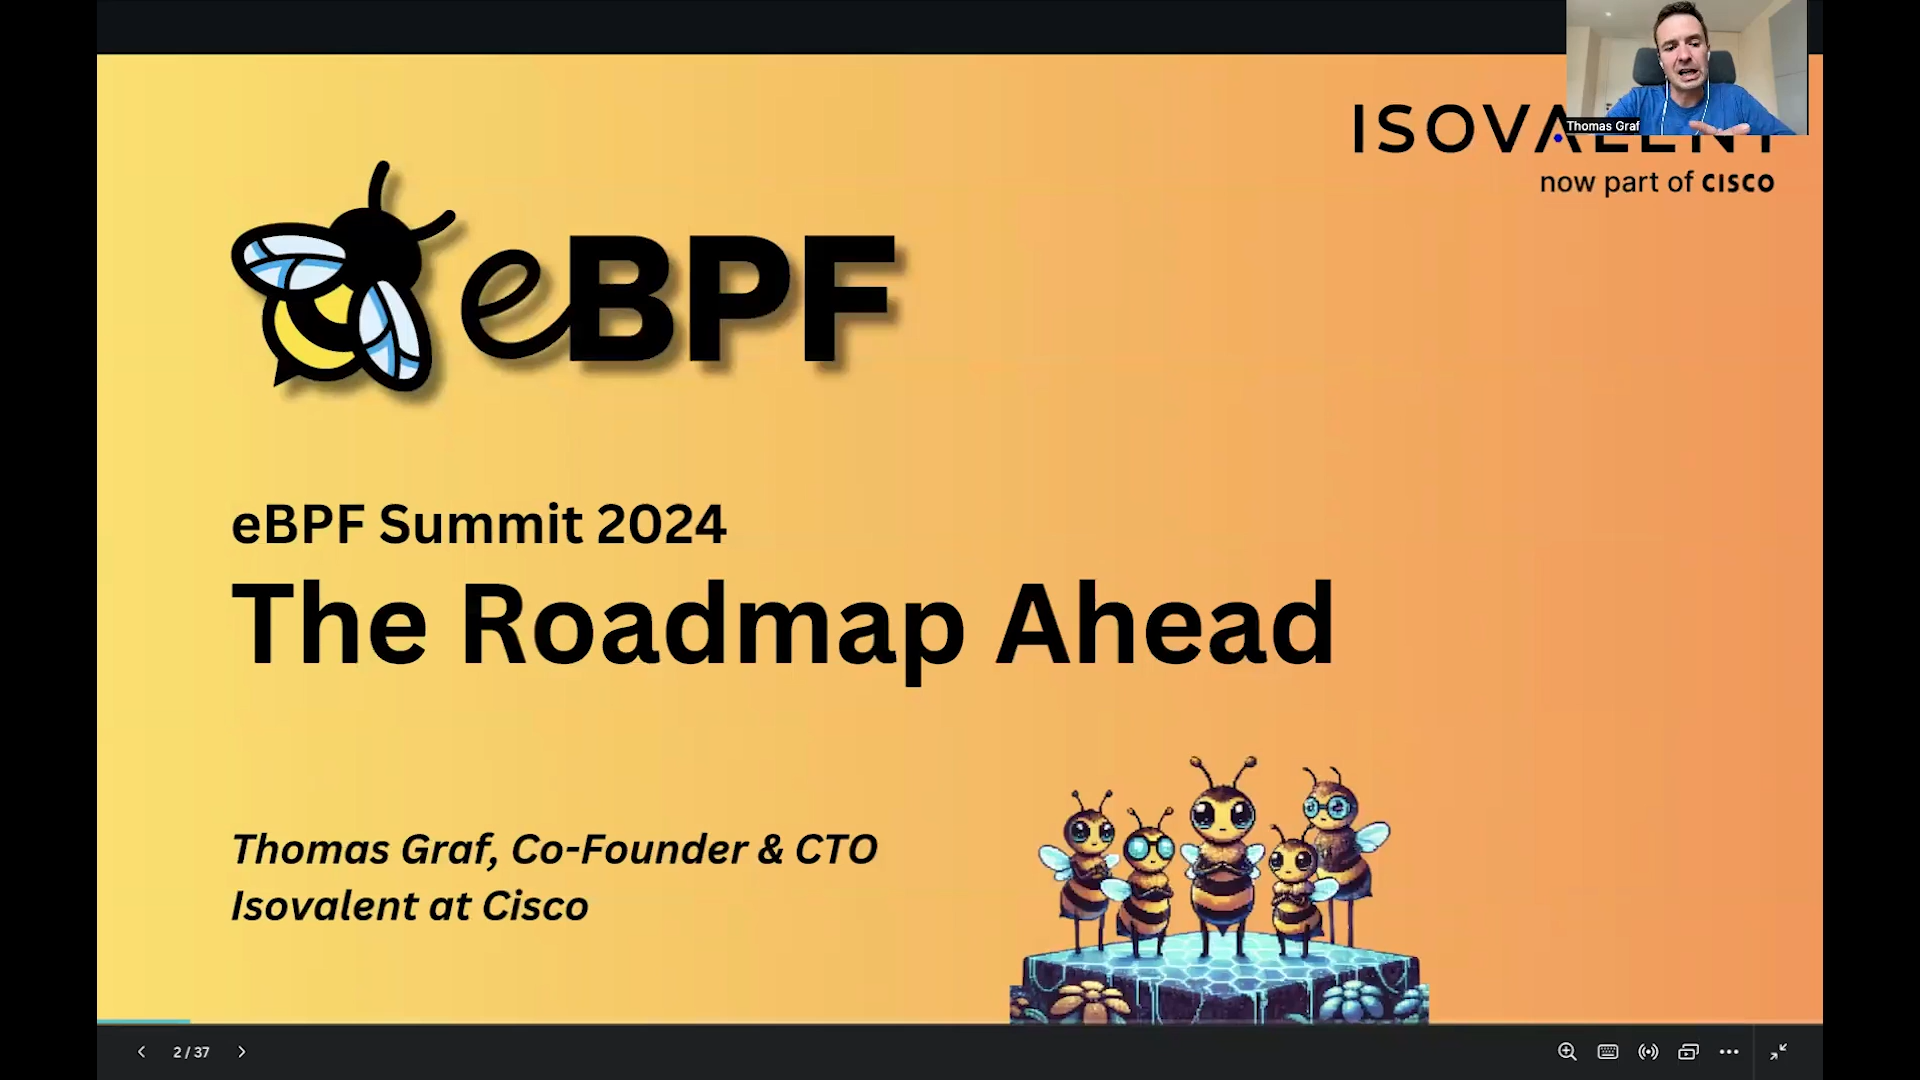 Thomas Graf
ISOVALENT
now part of CISCO
eBPF
eBPF Summit 2024
The Roadmap Ahead
Thomas Graf, Co-Founder & CTO
Isovalent at Cisco
2 / 37